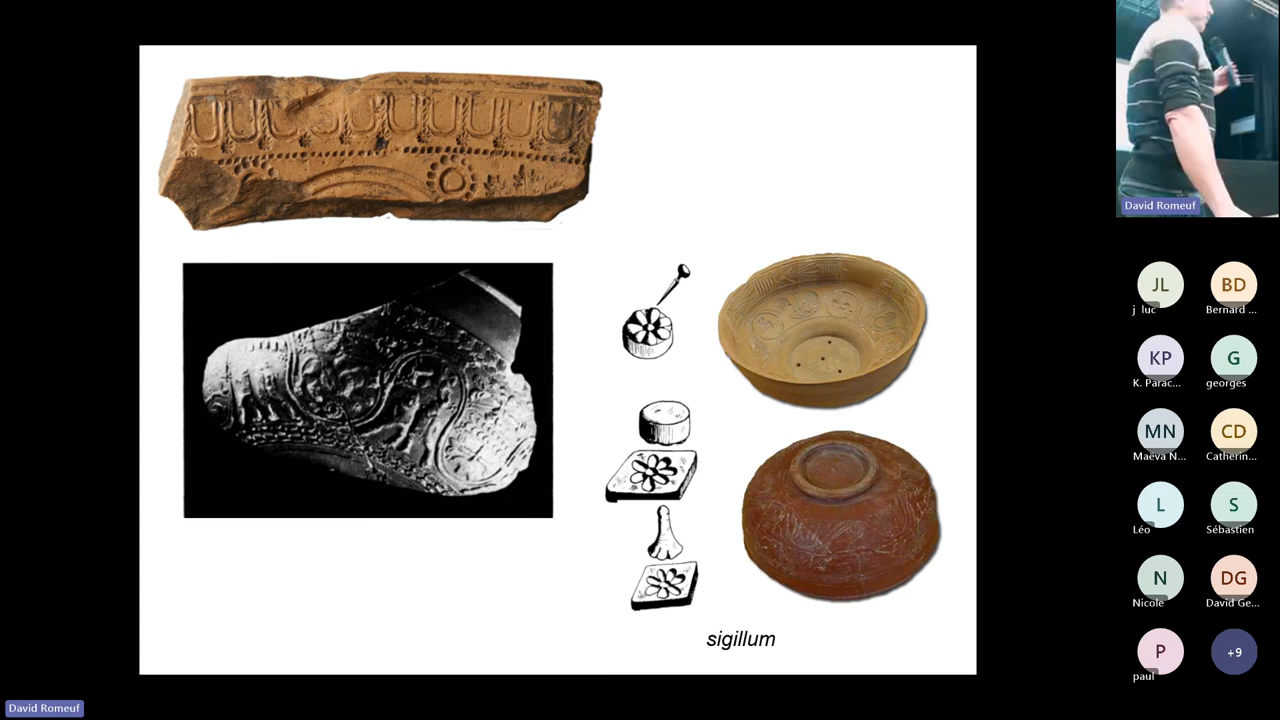 sigillum
David Romeuf
JL
j luc
BD
Bernard ...
KP
K. Parac...
G
georges
MN
Maëva N...
CD
Catherin...
L
Léo
S
Sébastien
N
Nicole
DG
David Ge...
P
paul
+9
David Romeuf